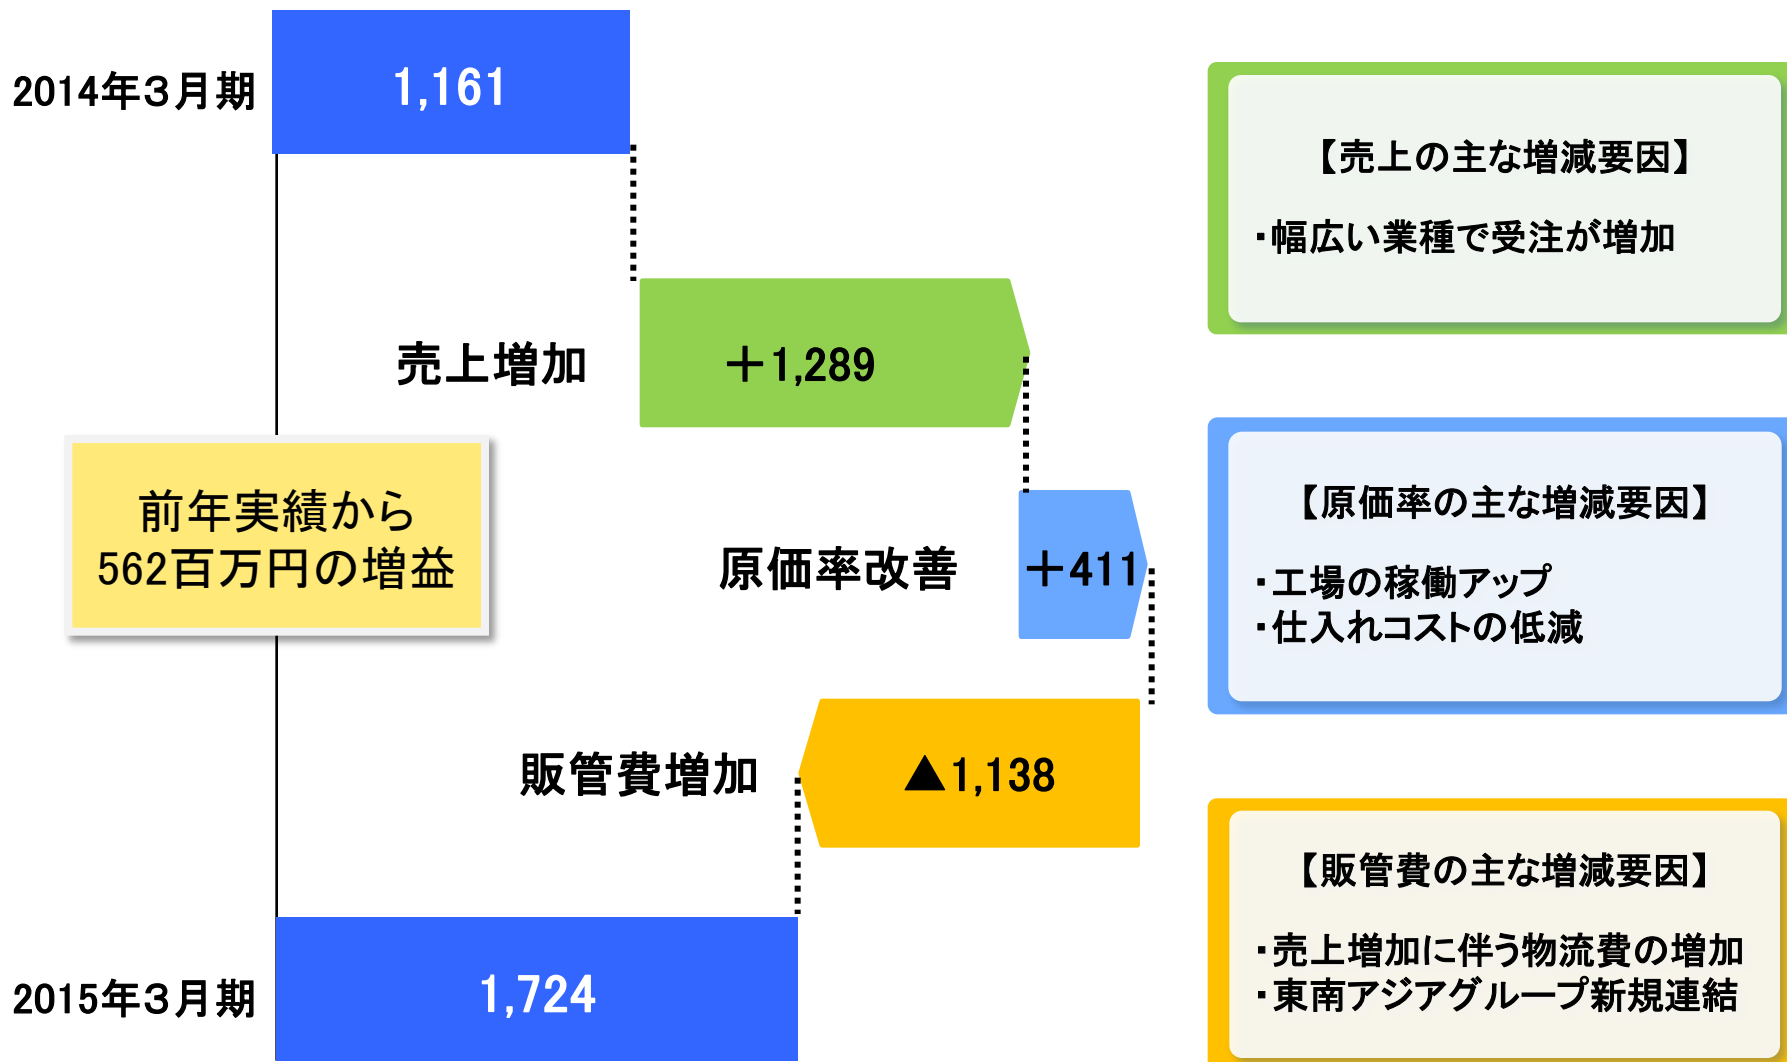 2014年３月期
1,161
売上増加
＋1,289
前年実績から
562百万円の増益
原価率改善
＋411
販管費増加
▲1,138
2015年３月期
1,724
【売上の主な増減要因】
・幅広い業種で受注が増加
【原価率の主な増減要因】
・工場の稼働アップ
・仕入れコストの低減
【販管費の主な増減要因】
・売上増加に伴う物流費の増加
・東南アジアグループ新規連結